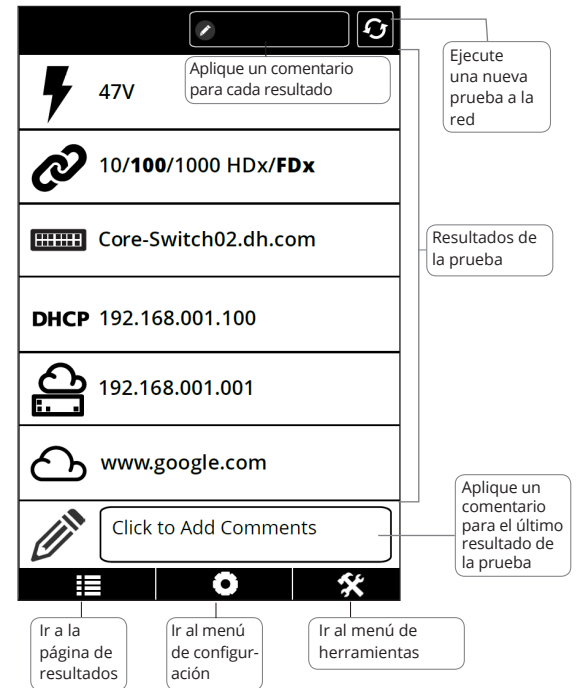 Aplique un comentario
para cada resultado
Ejecute
una nueva
prueba a la
red
47V
10/100/1000 HDx/FDx
Core-Switch02.dh.com
Resultados de
la prueba
DHCP 192.168.001.100
192.168.001.001
www.google.com
Click to Add Comments
Aplique un
comentario
para el último
resultado de
la prueba
Ir a la
página de
resultados
Ir al menú
de configur-
ación
Ir al menú de
herramientas